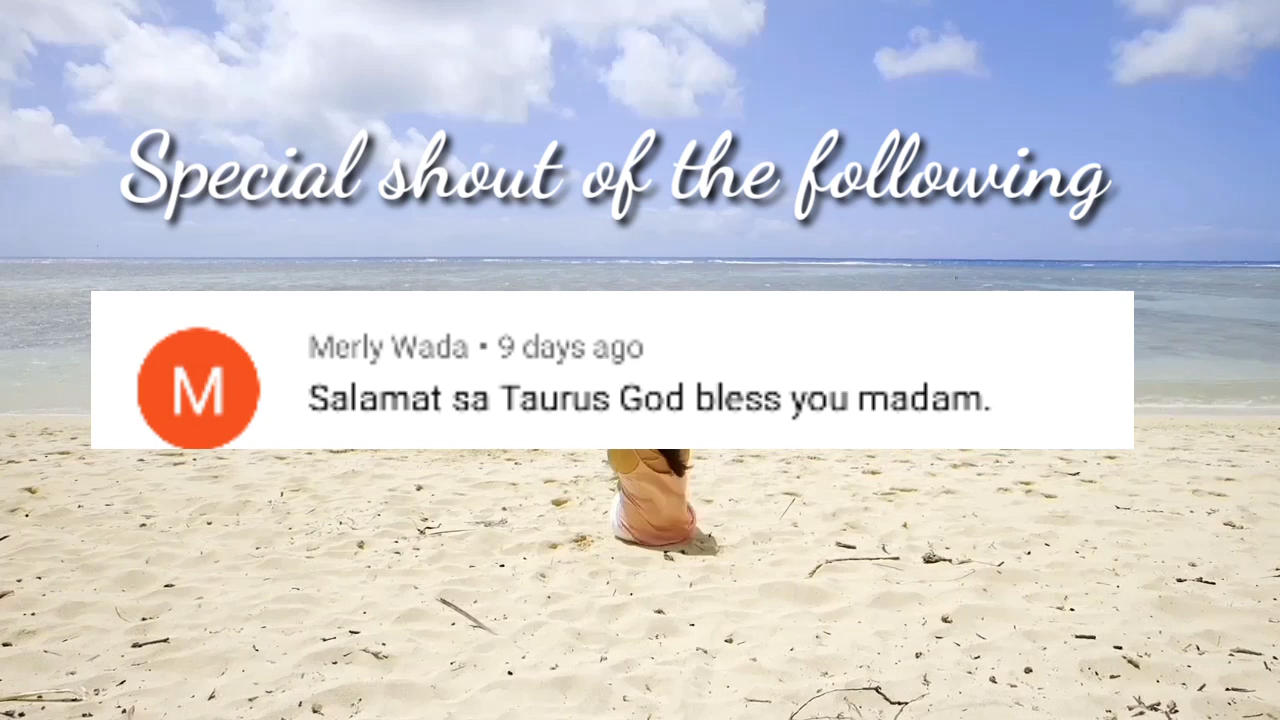 Special shout of the following
Merly Wada • 9 days ago
M
Salamat sa Taurus God bless you madam.